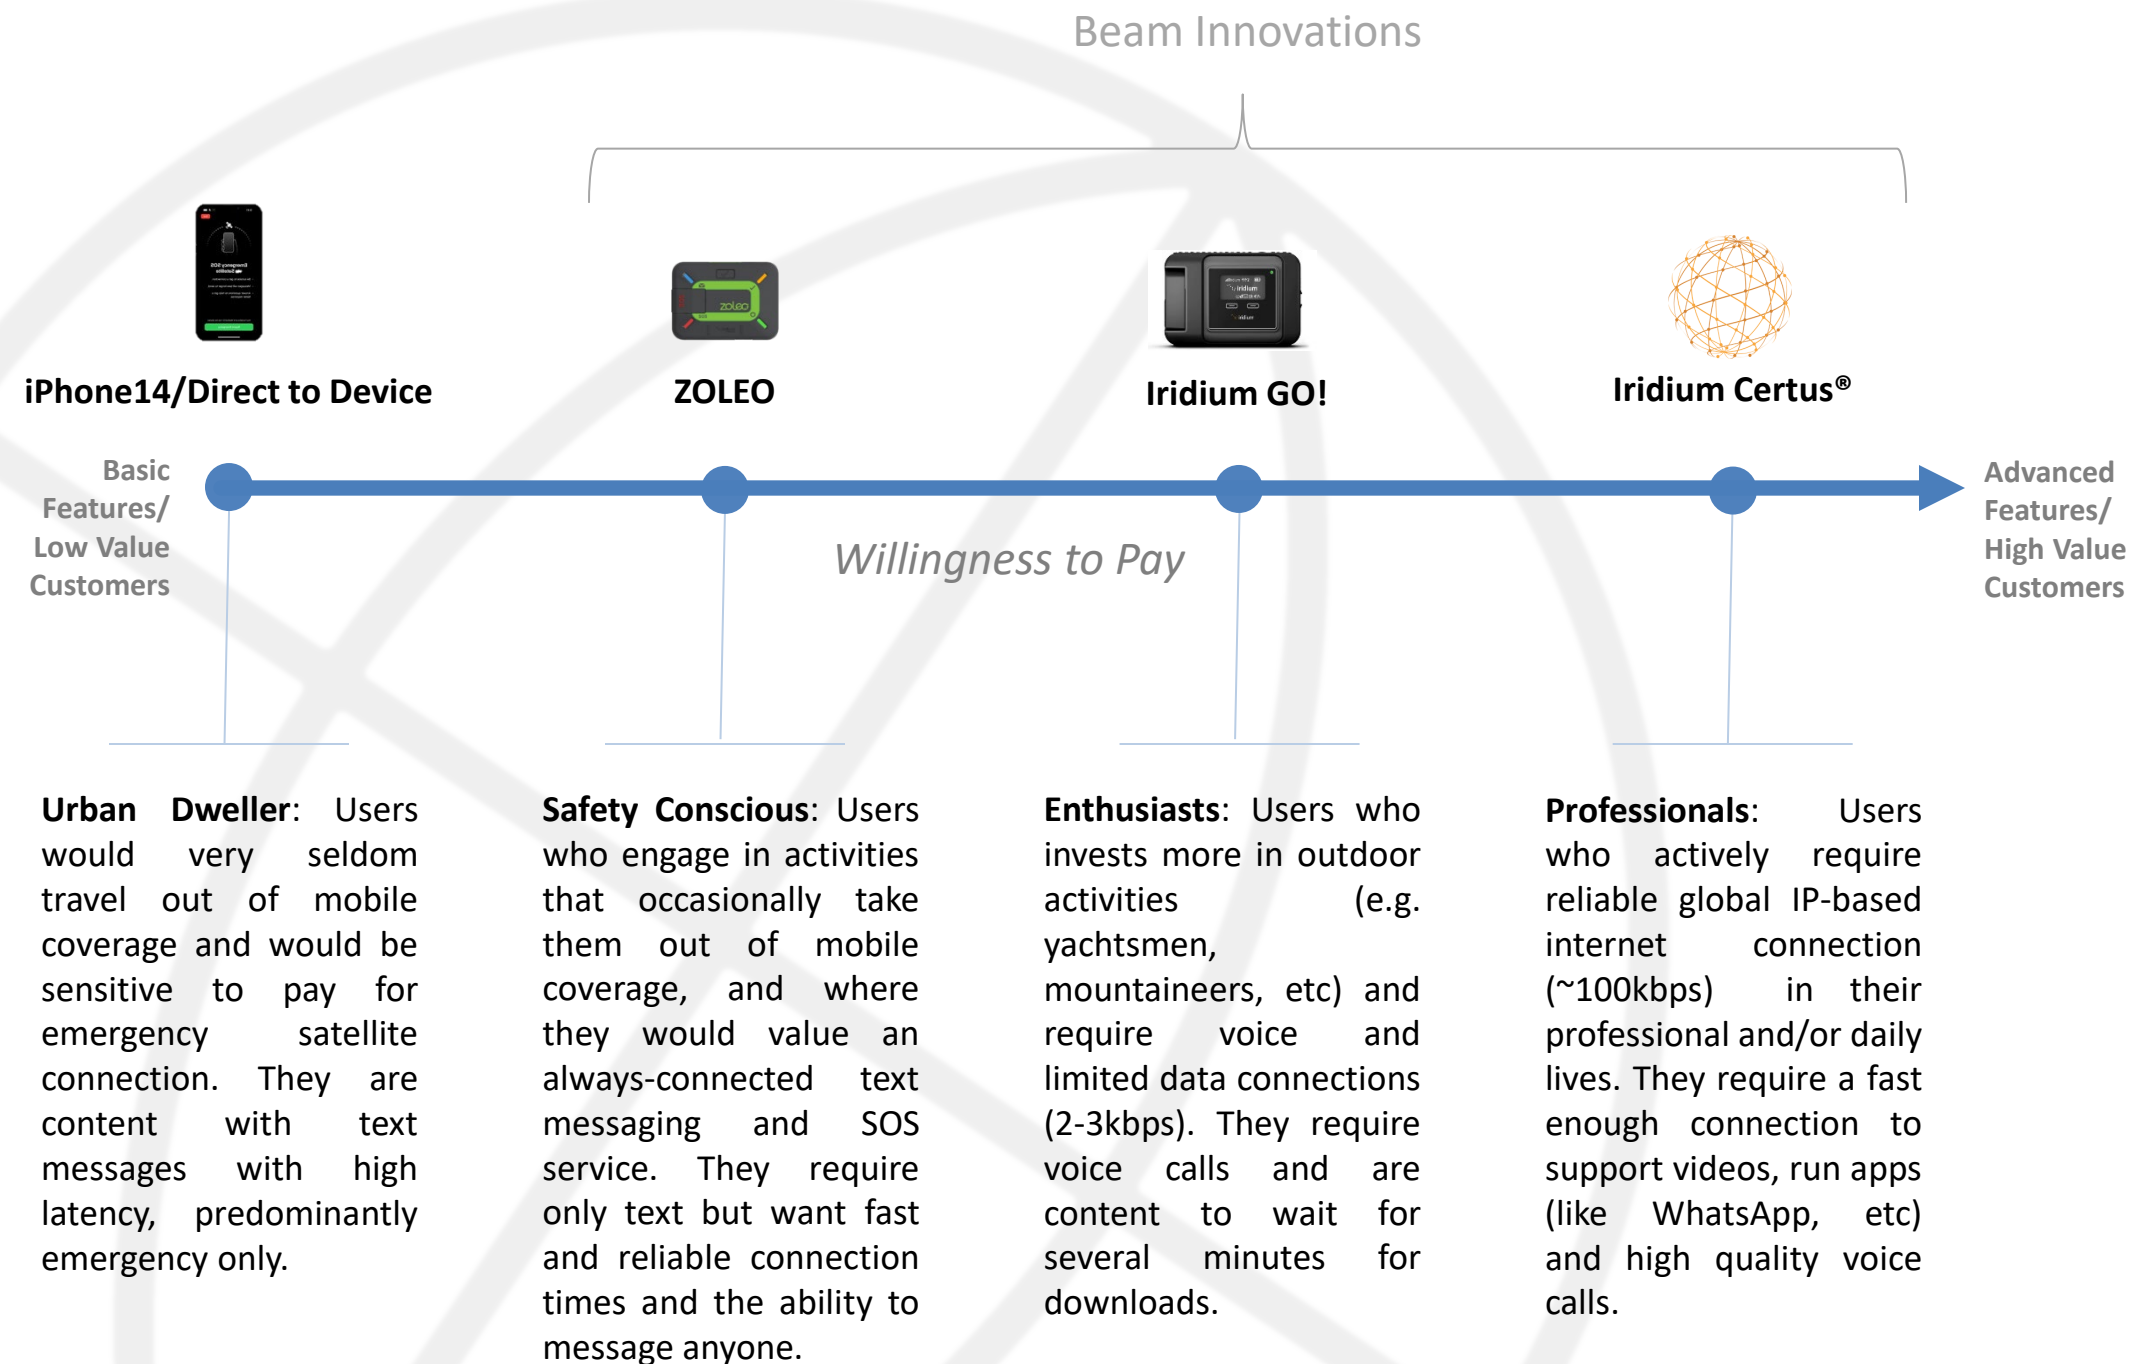 Beam Innovations
zoleo
iridium
iPhone14/Direct to Device
ZOLEO
Iridium GO!
Iridium Certus®
Basic
Features/
Low Value
Customers
Willingness to Pay
Advanced
Features/
High Value
Customers
Urban Dweller: Users
would very seldom
travel out of mobile
coverage and would be
sensitive to pay for
emergency satellite
connection. They are
content with text
messages with high
latency, predominantly
emergency only.
Safety Conscious: Users
who engage in activities
that occasionally take
them out of mobile
coverage, and where
they would value an
always-connected text
messaging and SOS
service. They require
only text but want fast
and reliable connection
times and the ability to
message anyone.
Enthusiasts: Users who
invests more in outdoor
activities (e.g.
yachtsmen,
mountaineers, etc) and
require voice and
limited data connections
(2-3kbps). They require
voice calls and are
content to wait for
several minutes for
downloads.
Professionals: Users
who actively require
reliable global IP-based
internet connection
(~100kbps) in their
professional and/or daily
lives. They require a fast
enough connection to
support videos, run apps
(like WhatsApp, etc)
and high quality voice
calls.